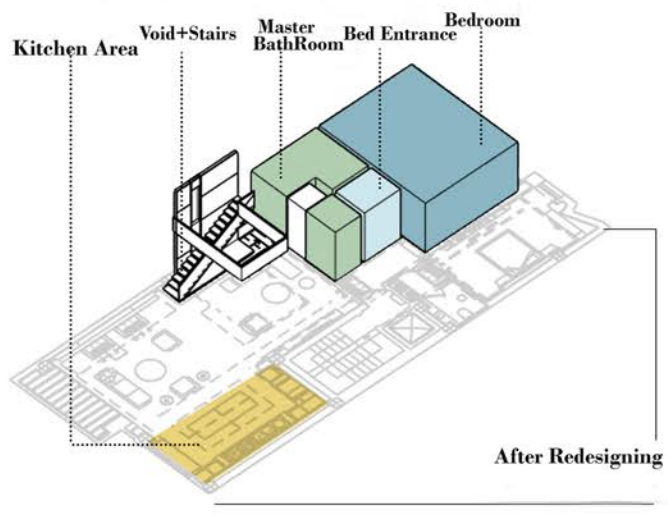 Kitchen Area
Void+Stairs
Master
BathRoom
Bed Entrance
Bedroom
After Redesigning